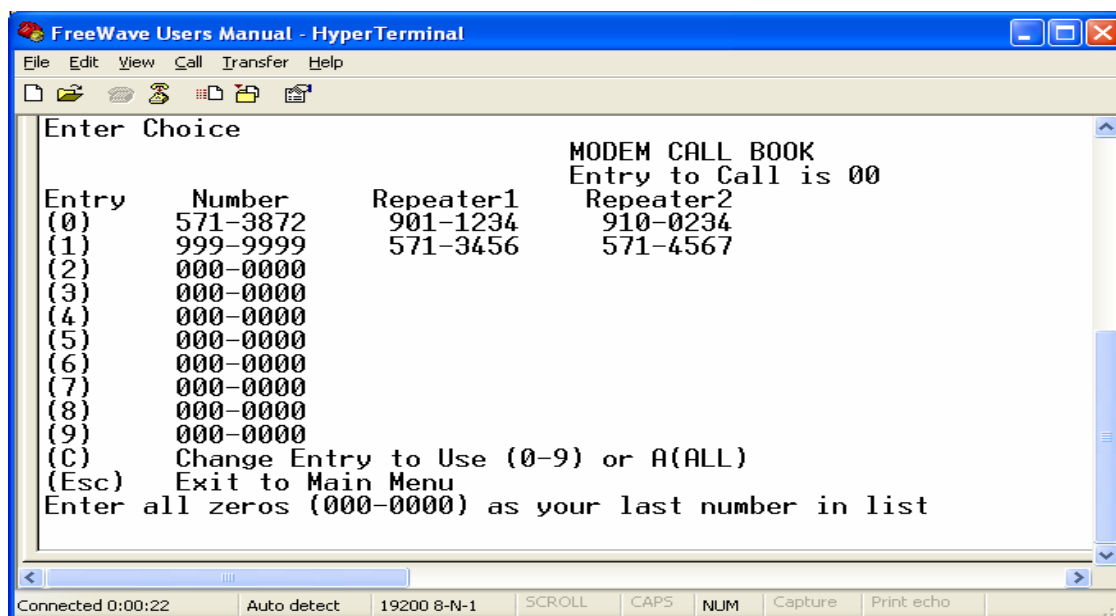 FreeWave Users Manual - HyperTerminal
File Edit View Call Transfer Help
Enter Choice
MODEM CALL BOOK
Entry to Call is 00
Entry Number Repeater1 Repeater2
(0) 571-3872 901-1234 910-0234
(1) 999-9999 571-3456 571-4567
(2) 000-0000
(3) 000-0000
(4) 000-0000
(5) 000-0000
(6) 000-0000
(7) 000-0000
(8) 000-0000
(9) 000-0000
(C) Change Entry to Use (0-9) or A(ALL)
(Esc) Exit to Main Menu
Enter all zeros (000-0000) as your last number in list
Connected 0:00:22 Auto detect 19200 8-N-1 SCROLL CAPS NUM Capture Print echo